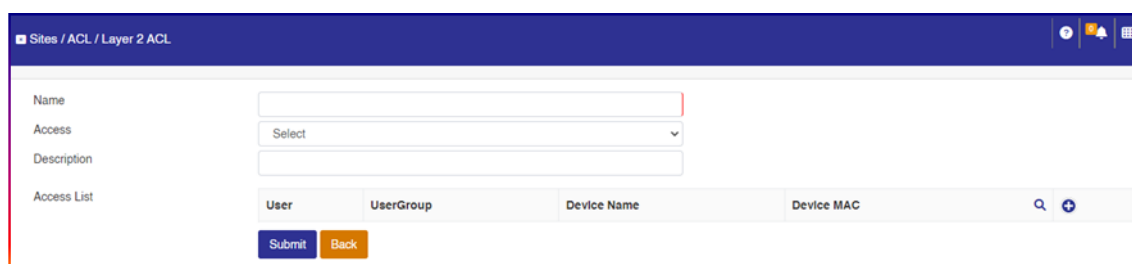 Sites / ACL / Layer 2 ACL
0
Name
Access
Select
Description
Access List
User UserGroup Device Name Device MAC
Submit Back